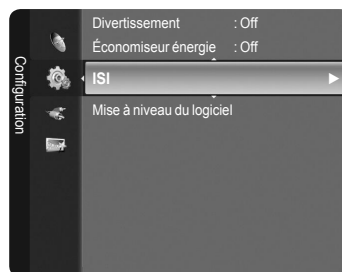 Configuration
Divertissement : Off
Économiseur énergie : Off
ISI
Mise à niveau du logiciel